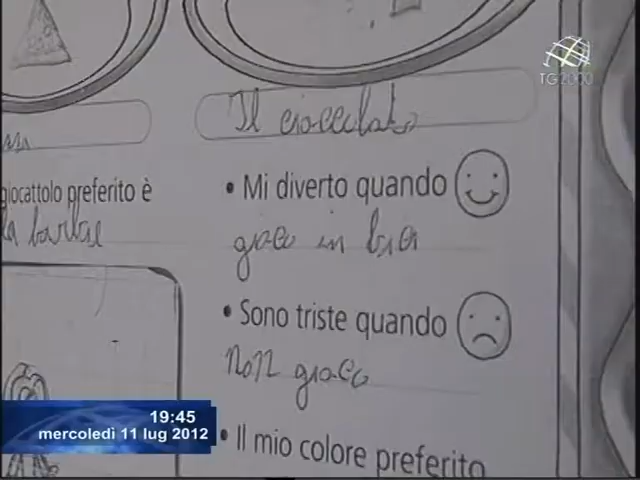 TG2000
Il cioccolato
giocattolo preferito è
la barbie
• Mi diverto quando
gioco in bici
• Sono triste quando
non gioco
• Il mio colore preferito
19:45
mercoledì 11 lug 2012